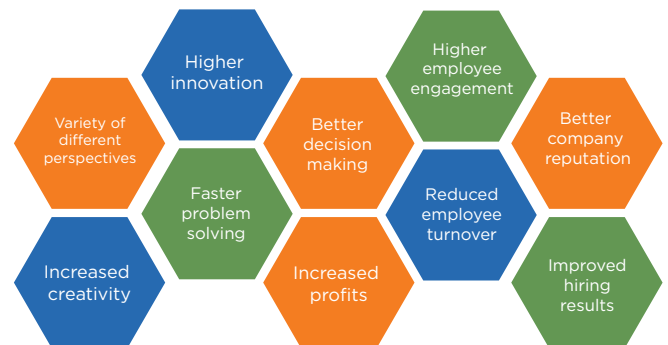 Higher
innovation
Higher
employee
engagement
Variety of
different
perspectives
Better
decision
making
Better
company
reputation
Faster
problem
solving
Reduced
employee
turnover
Increased
creativity
Increased
profits
Improved
hiring
results